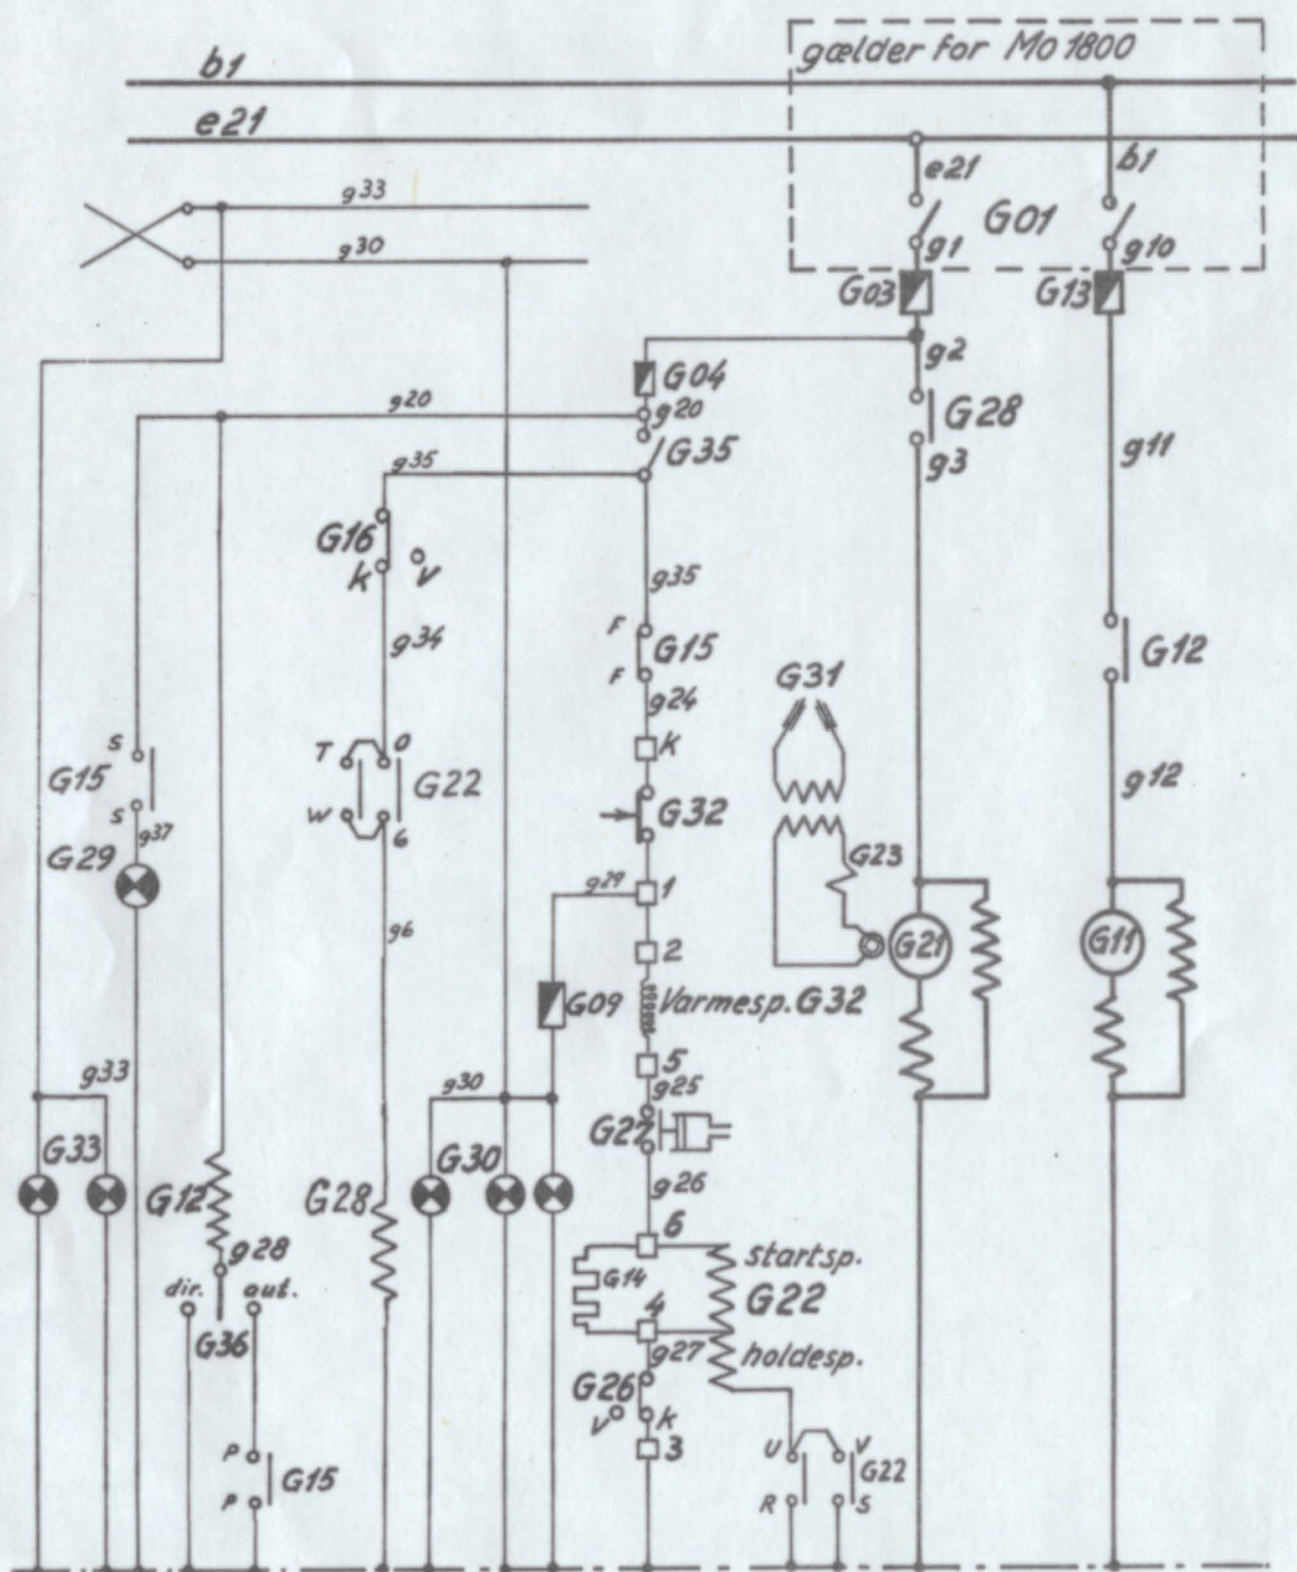 gælder for Mo 1800
b1
e21
e21
b1
g33
g30
G01
g1
g10
G03
G13
g2
G04
g20
g20
G28
g3
G35
g35
g11
G16
K
V
g35
g34
F
G15
F
G12
g24
G31
K
S
G15
S
T
O
G22
W
6
g12
G32
g37
G29
G23
g29
1
g6
2
G21
G11
G09
Varmesp. G32
5
g33
g30
g25
G27
G33
G30
g26
G12
G28
6
g28
startsp.
G14
G22
dir.
aut.
4
G36
g27
holdesp.
G26
V
K
3
P
G15
P
U
V
G22
R
S